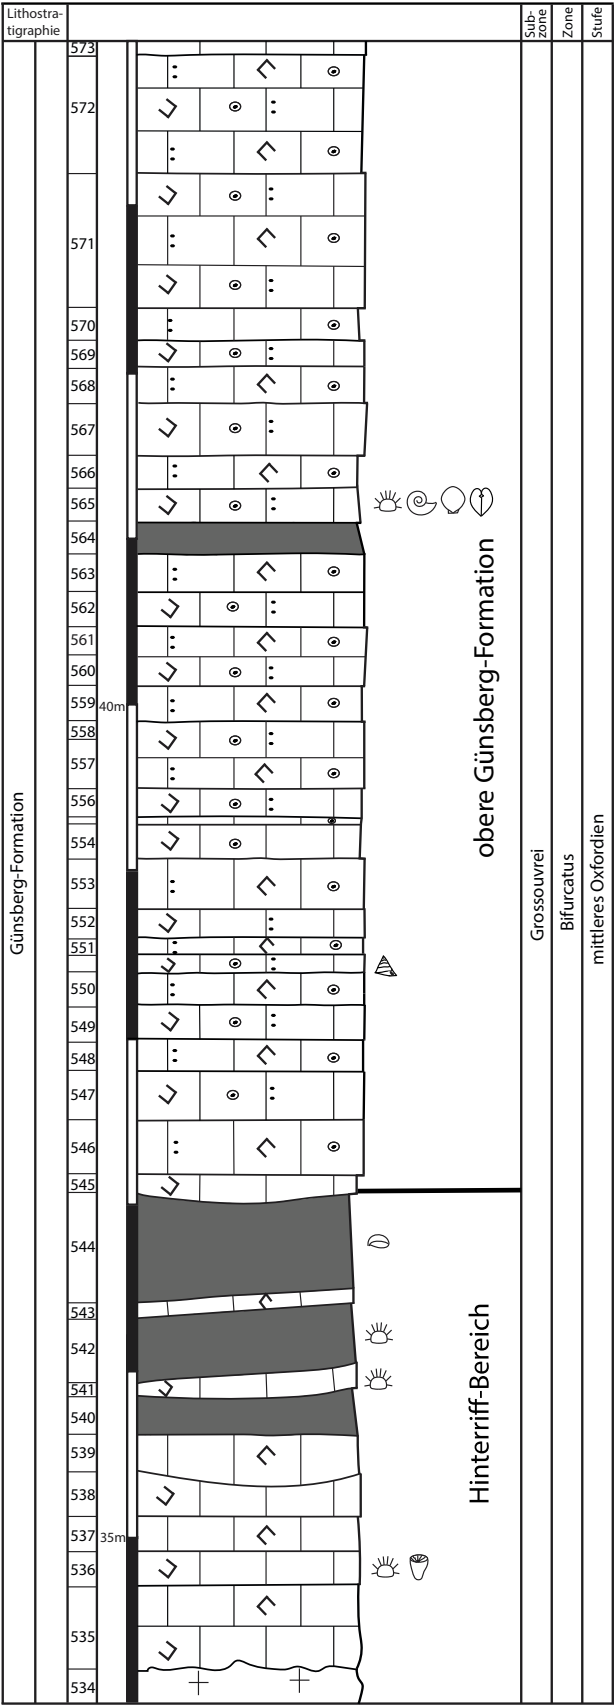 Lithostra-
tigraphie
Sub-
zone
Zone
Stufe
573
572
571
570
569
568
567
566
565
564
563
562
561
560
559
40m
558
557
556
554
553
552
551
550
549
548
547
546
545
544
543
542
541
540
539
538
537
35m
536
535
534
Günsberg-Formation
obere Günsberg-Formation
Hinterriff-Bereich
Grossouvrei
Bifurcatus
mittleres Oxfordien